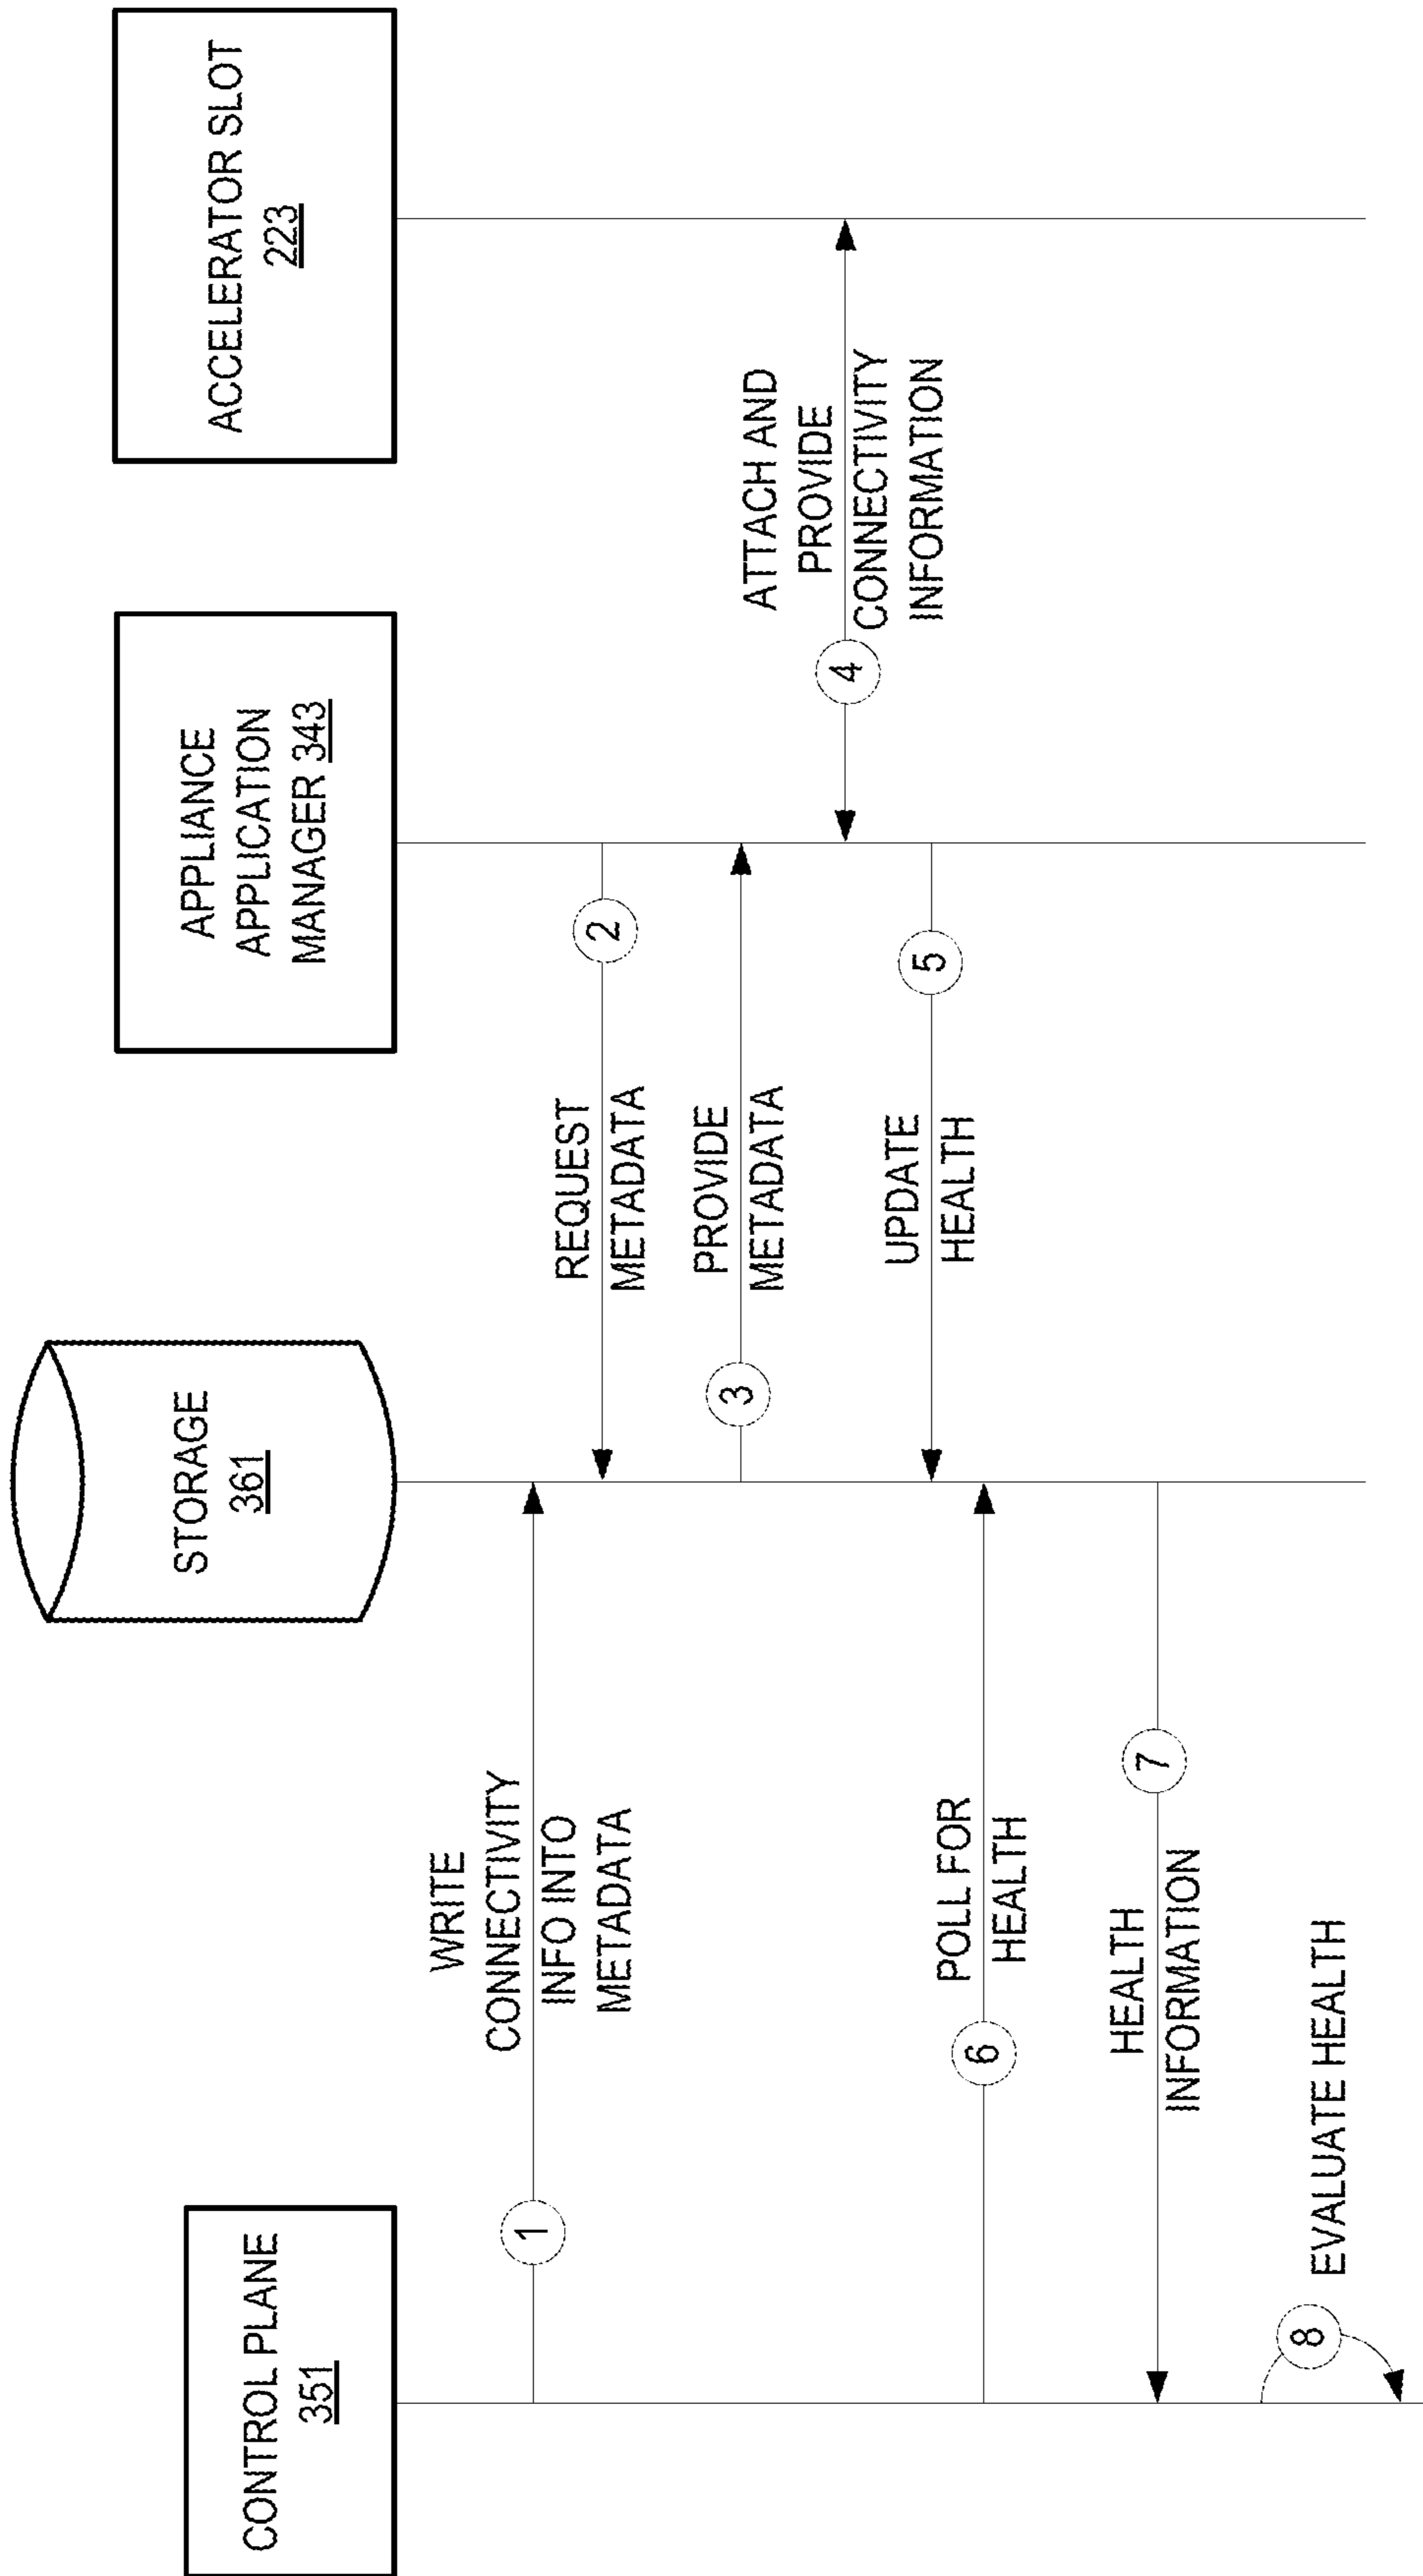 CONTROL PLANE
351
STORAGE
361
APPLIANCE
APPLICATION
MANAGER 343
ACCELERATOR SLOT
223
1
WRITE
CONNECTIVITY
INFO INTO
METADATA
2
REQUEST
METADATA
3
PROVIDE
METADATA
4
ATTACH AND
PROVIDE
CONNECTIVITY
INFORMATION
5
UPDATE
HEALTH
6
POLL FOR
HEALTH
7
HEALTH
INFORMATION
8
EVALUATE HEALTH